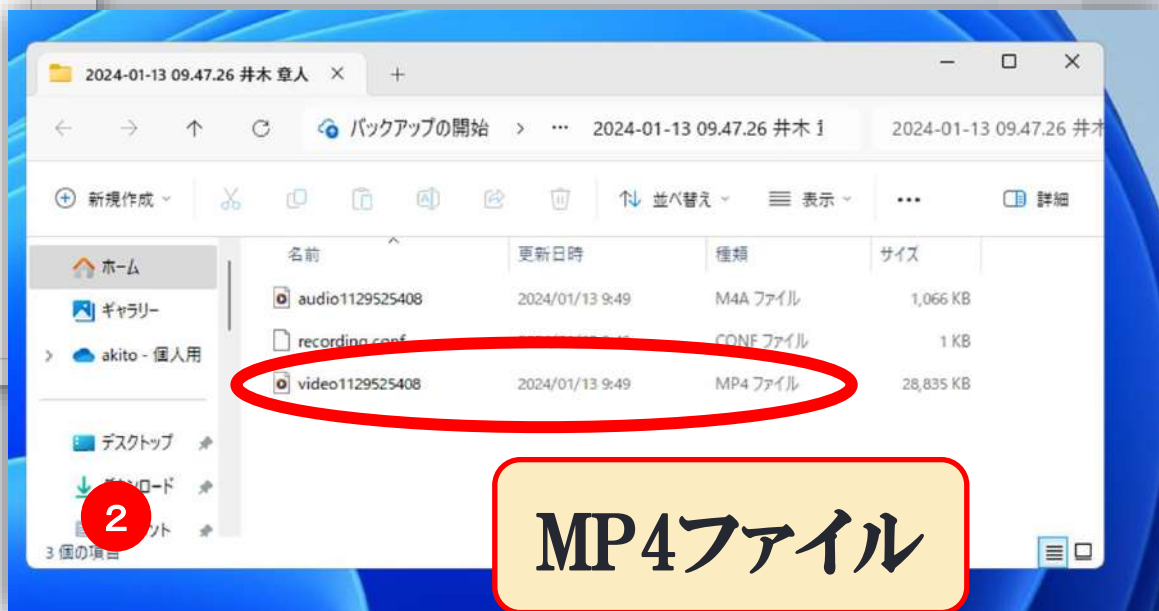 2024-01-13 09.47.26 井木 章人
バックアップの開始 > … 2024-01-13 09.47.26 井木
2024-01-13 09.47.26 井木
新規作成
並べ替え
表示
詳細
名前 更新日時 種類 サイズ
ホーム
ギャラリー
akito - 個人用
デスクトップ
audio1129525408 2024/01/13 9:49 M4A ファイル 1,066 KB
recording.conf CONF ファイル 1 KB
video1129525408 2024/01/13 9:49 MP4 ファイル 28,835 KB
2
3 個の項目
MP4ファイル